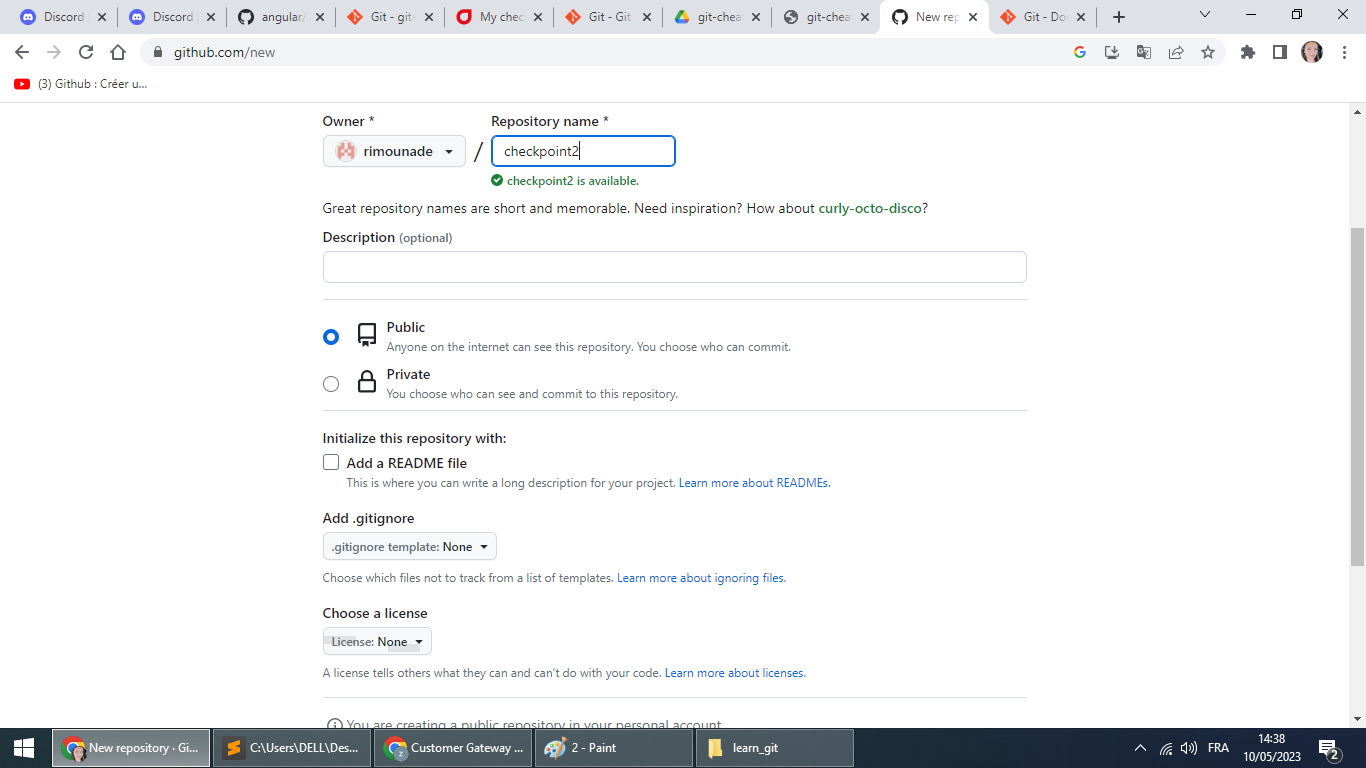 Discord
Discord
angular/
Git - git-
My chec
Git - Git
git-chea
git-chea
New rep
Git - Do
github.com/new
(3) Github : Créer u...
Owner *
Repository name *
rimounade
/
checkpoint2
checkpoint2 is available.
Great repository names are short and memorable. Need inspiration? How about curly-octo-disco?
Description (optional)
Public
Anyone on the internet can see this repository. You choose who can commit.
Private
You choose who can see and commit to this repository.
Initialize this repository with:
Add a README file
This is where you can write a long description for your project. Learn more about READMEs.
Add .gitignore
.gitignore template: None
Choose which files not to track from a list of templates. Learn more about ignoring files.
Choose a license
License: None
A license tells others what they can and can't do with your code. Learn more about licenses.
You are creating a public repository in your personal account.
New repository · Gi...
C:\Users\DELL\Des...
Customer Gateway ...
2 - Paint
learn_git
FRA
14:38
10/05/2023
2